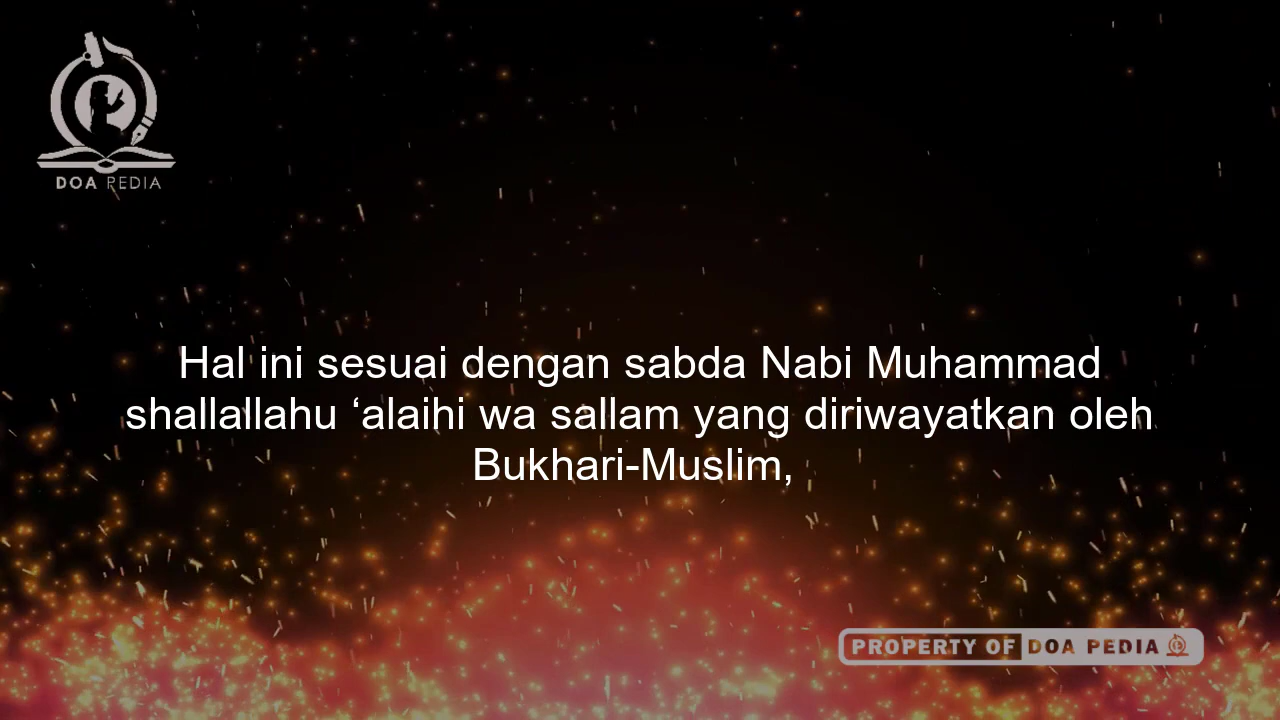 DOA PEDIA
Hal ini sesuai dengan sabda Nabi Muhammad
shallallahu ‘alaihi wa sallam yang diriwayatkan oleh
Bukhari-Muslim,
PROPERTY OF DOA PEDIA